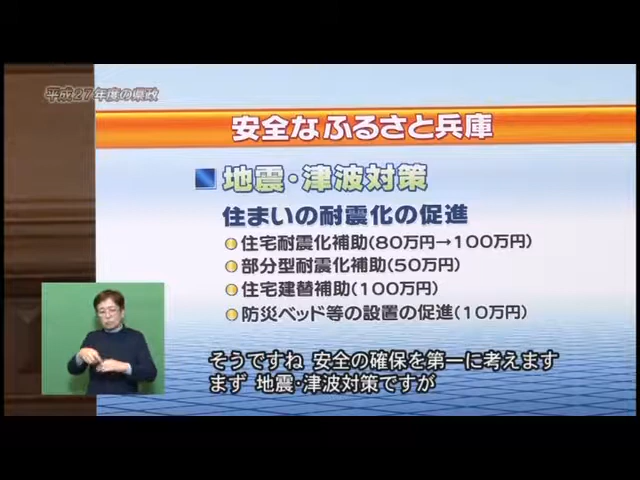 平成27年度の県政
安全なふるさと兵庫
地震・津波対策
住まいの耐震化の促進
住宅耐震化補助(80万円→100万円)
部分型耐震化補助(50万円)
住宅建替補助(100万円)
防災ベッド等の設置の促進(10万円)
そうですね 安全の確保を第一に考えます
まず 地震・津波対策ですが